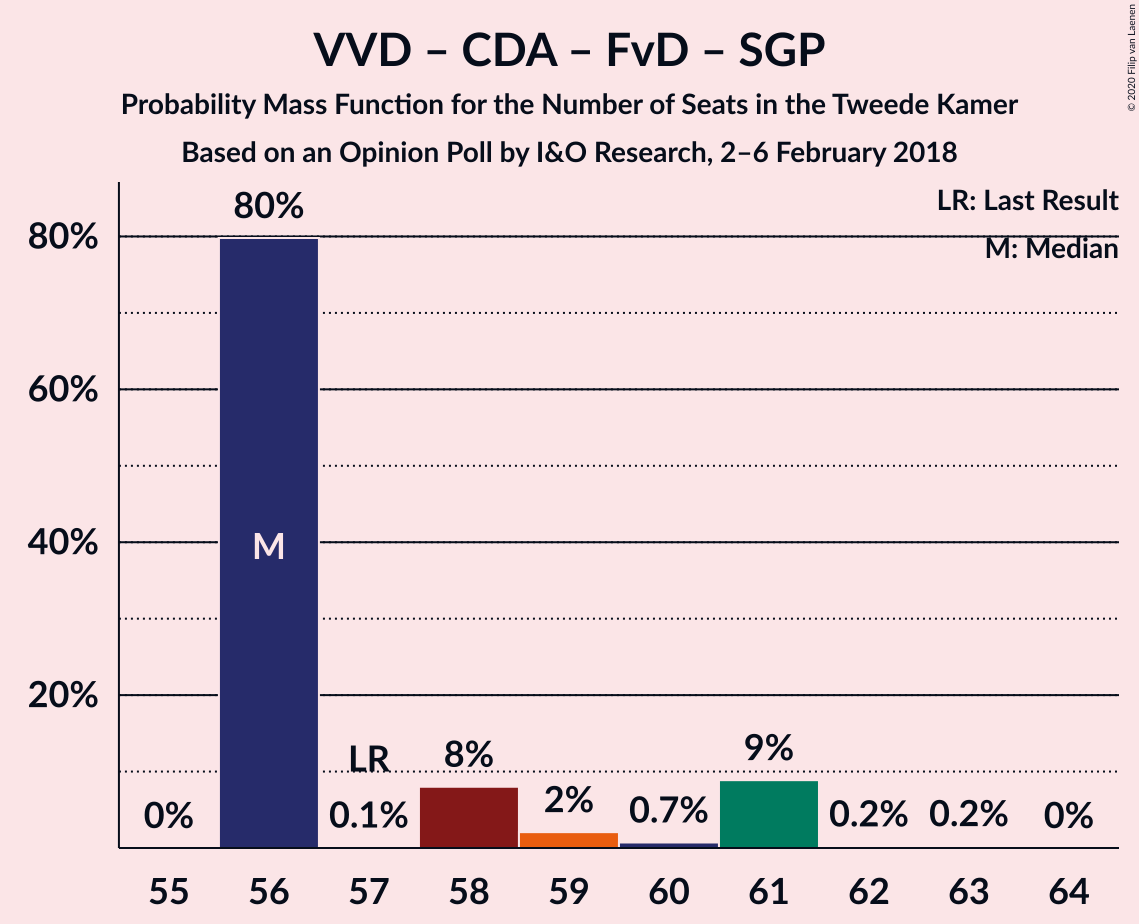 VVD – CDA – FvD – SGP
Probability Mass Function for the Number of Seats in the Tweede Kamer
Based on an Opinion Poll by I&O Research, 2–6 February 2018
© 2020 Filip van Laenen
LR: Last Result
M: Median
80%
60%
40%
20%
0%
80%
M
LR
0.1%
8%
2%
0.7%
9%
0.2%
0.2%
0%
55 56 57 58 59 60 61 62 63 64